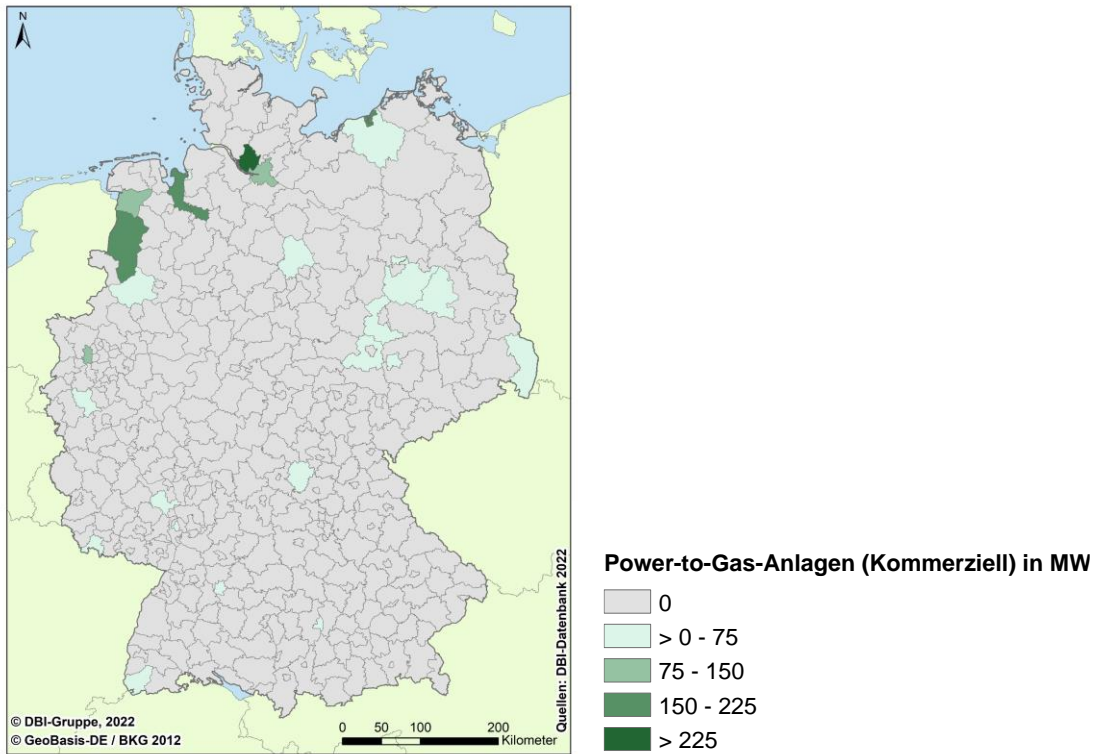 N
Quellen: DBI-Datenbank 2022
© DBI-Gruppe, 2022
© GeoBasis-DE / BKG 2012
0 50 100 200
Kilometer
Power-to-Gas-Anlagen (Kommerziell) in MW
0
> 0 - 75
75 - 150
150 - 225
> 225